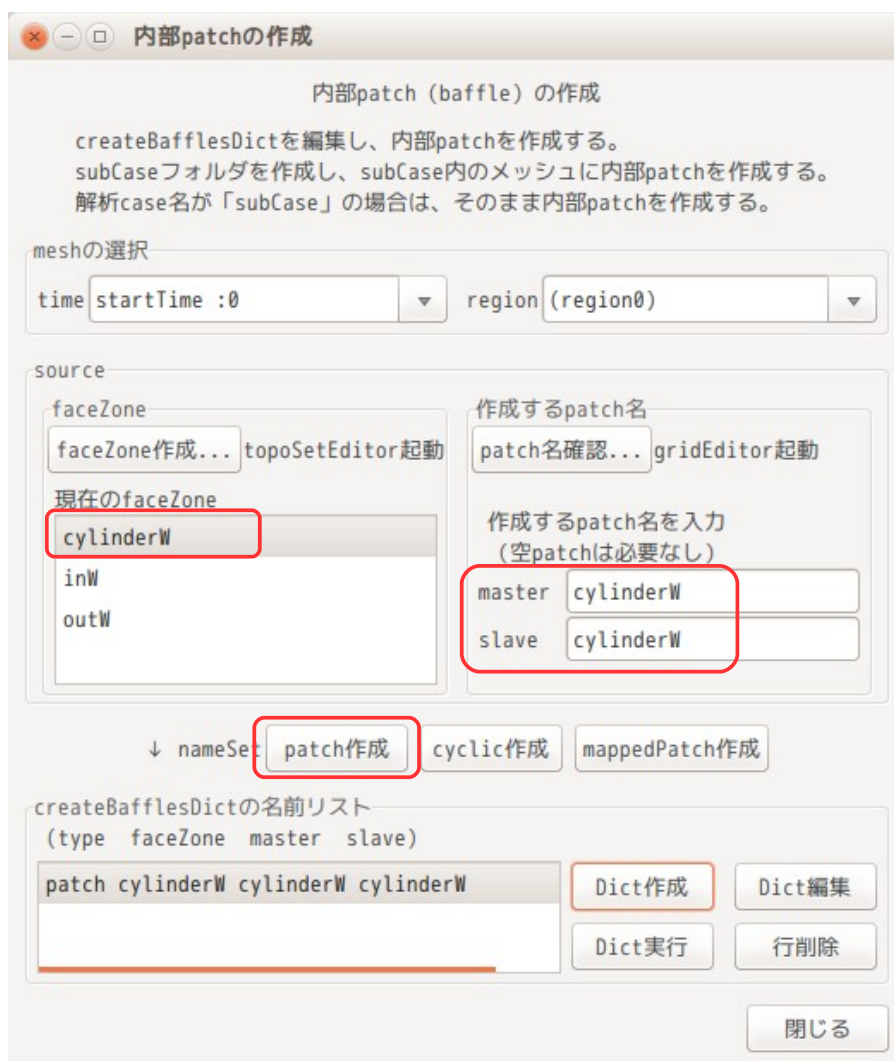 内部patchの作成
内部patch (baffle) の作成
createBafflesDictを編集し、内部patchを作成する。
subCaseフォルダを作成し、subCase内のメッシュに内部patchを作成する。
解析case名が「subCase」の場合は、そのまま内部patchを作成する。
meshの選択
time startTime :0 region (region0)
source
faceZone
faceZone作成... topoSetEditor起動
現在のfaceZone
cylinderW
inW
outW
作成するpatch名
patch名確認... gridEditor起動
作成するpatch名を入力
（空patchは必要なし）
master cylinderW
slave cylinderW
↓ nameSet patch作成 cyclic作成 mappedPatch作成
createBafflesDictの名前リスト
(type faceZone master slave)
patch cylinderW cylinderW cylinderW
Dict作成 Dict編集
Dict実行 行削除
閉じる